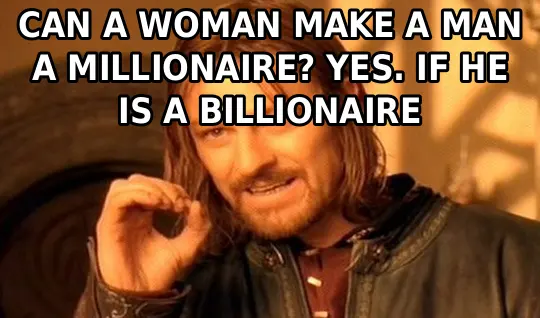 CAN A WOMAN MAKE A MAN
A MILLIONAIRE? YES. IF HE
IS A BILLIONAIRE